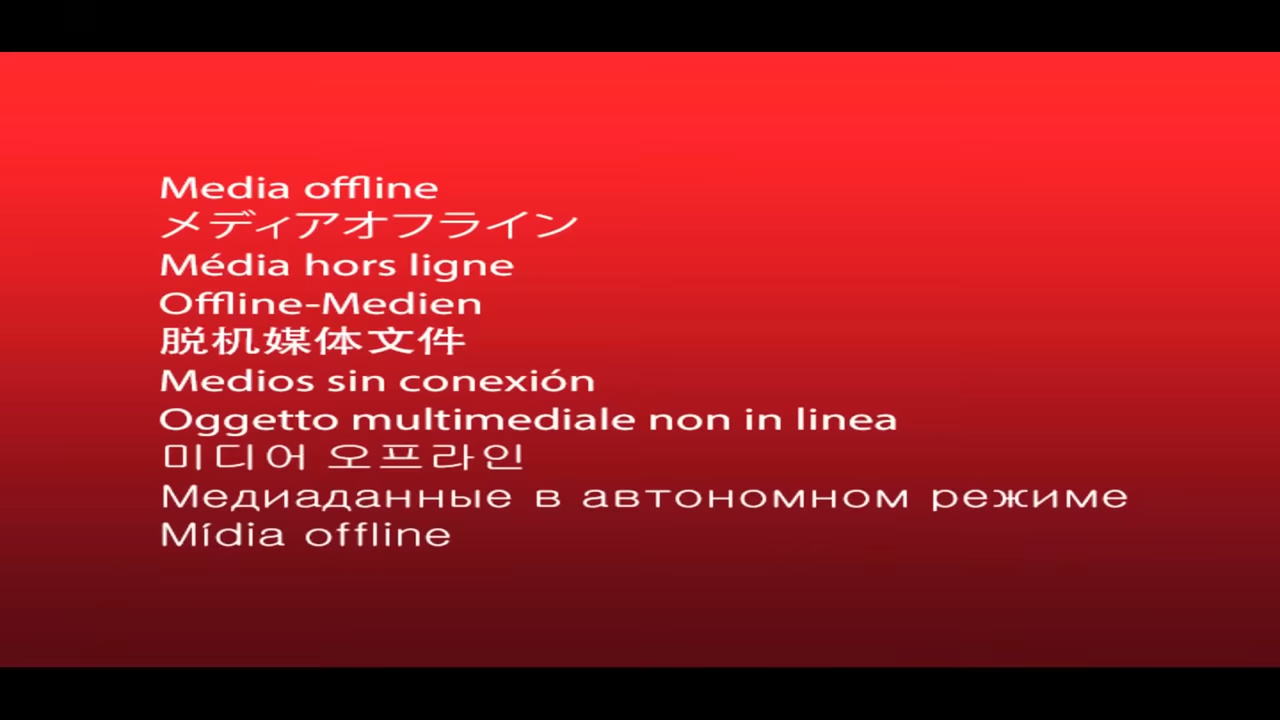 Media offline
メディアオフライン
Média hors ligne
Offline-Medien
脱机媒体文件
Medios sin conexión
Oggetto multimediale non in linea
미디어 오프라인
Медиаданные в автономном режиме
Mídia offline